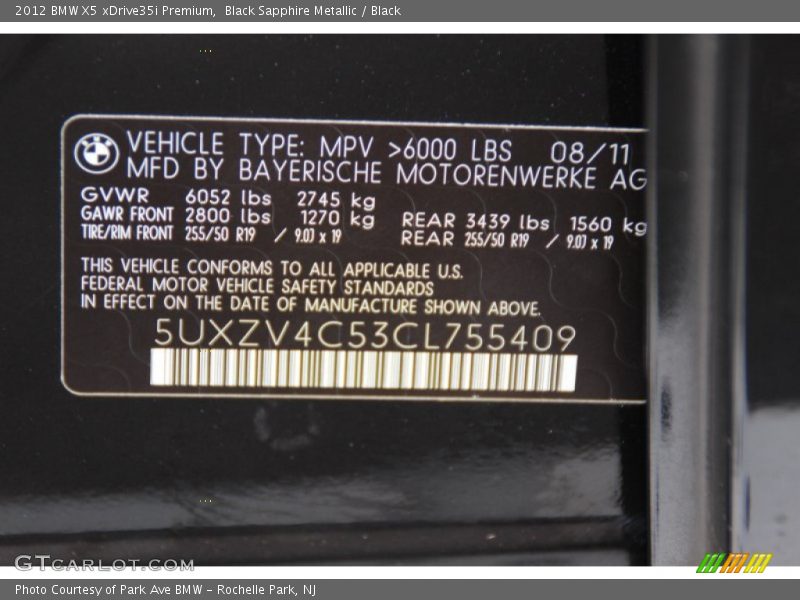 2012 BMW X5 xDrive35i Premium, Black Sapphire Metallic / Black
VEHICLE TYPE: MPV >6000 LBS 08/11
MFD BY BAYERISCHE MOTORENWERKE AG
GVWR 6052 lbs 2745 kg
GAWR FRONT 2800 lbs 1270 kg REAR 3439 lbs 1560 kg
TIRE/RIM FRONT 255/50 R19 / 9.0J x 19 REAR 255/50 R19 / 9.0J x 19
THIS VEHICLE CONFORMS TO ALL APPLICABLE U.S.
FEDERAL MOTOR VEHICLE SAFETY STANDARDS
IN EFFECT ON THE DATE OF MANUFACTURE SHOWN ABOVE.
5UXZV4C53CL755409
GTCARLOT.COM
Photo Courtesy of Park Ave BMW - Rochelle Park, NJ